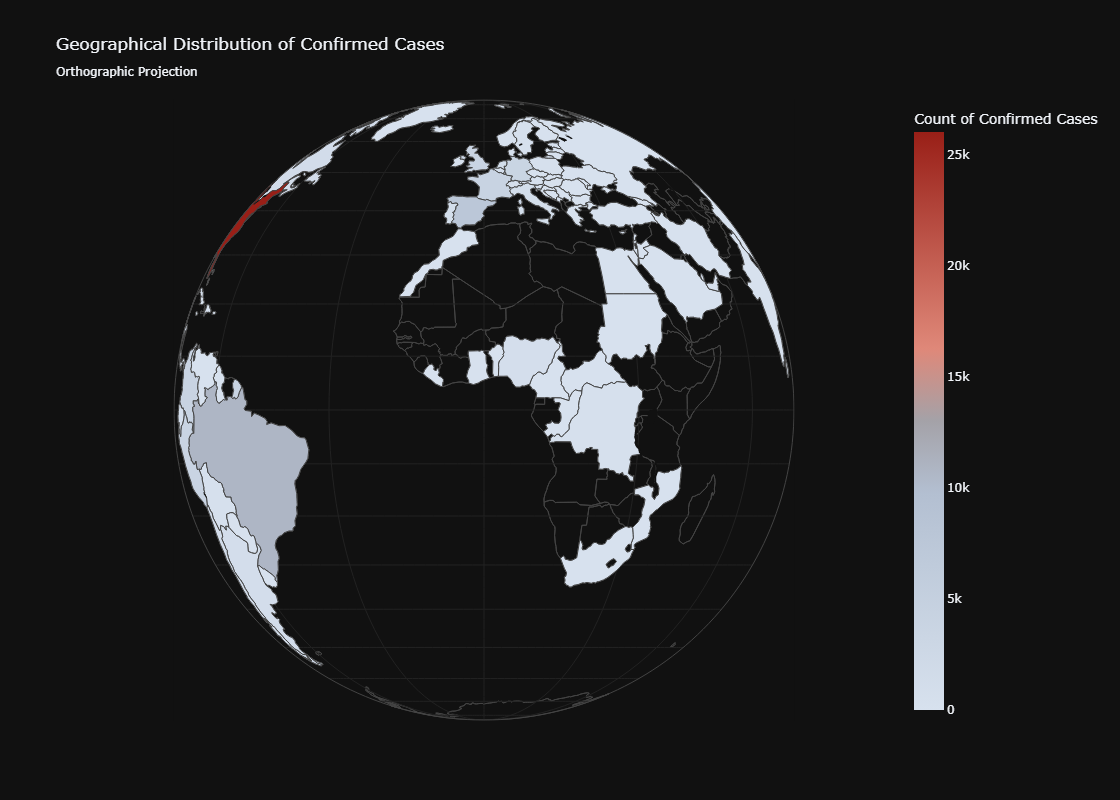 Geographical Distribution of Confirmed Cases
Orthographic Projection
Count of Confirmed Cases
25k
20k
15k
10k
5k
0